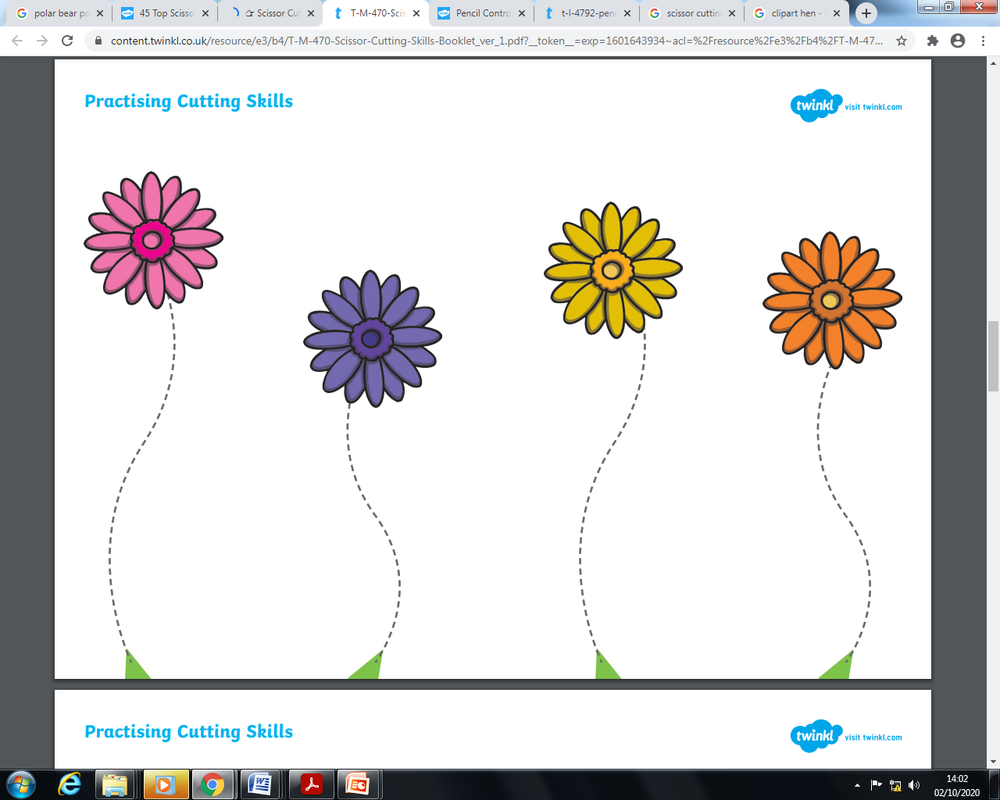 polar bear po
45 Top Scisso
Scissor Cu
T-M-470-Scis
Pencil Contro
t-l-4792-pen
scissor cuttin
clipart hen -
content.twinkl.co.uk/resource/e3/b4/T-M-470-Scissor-Cutting-Skills-Booklet_ver_1.pdf?__token__=exp=1601643934~acl=%2Fresource%2Fe3%2Fb4%2FT-M-47...
Practising Cutting Skills
twinkl visit twinkl.com
Practising Cutting Skills
twinkl visit twinkl.com
14:02
02/10/2020